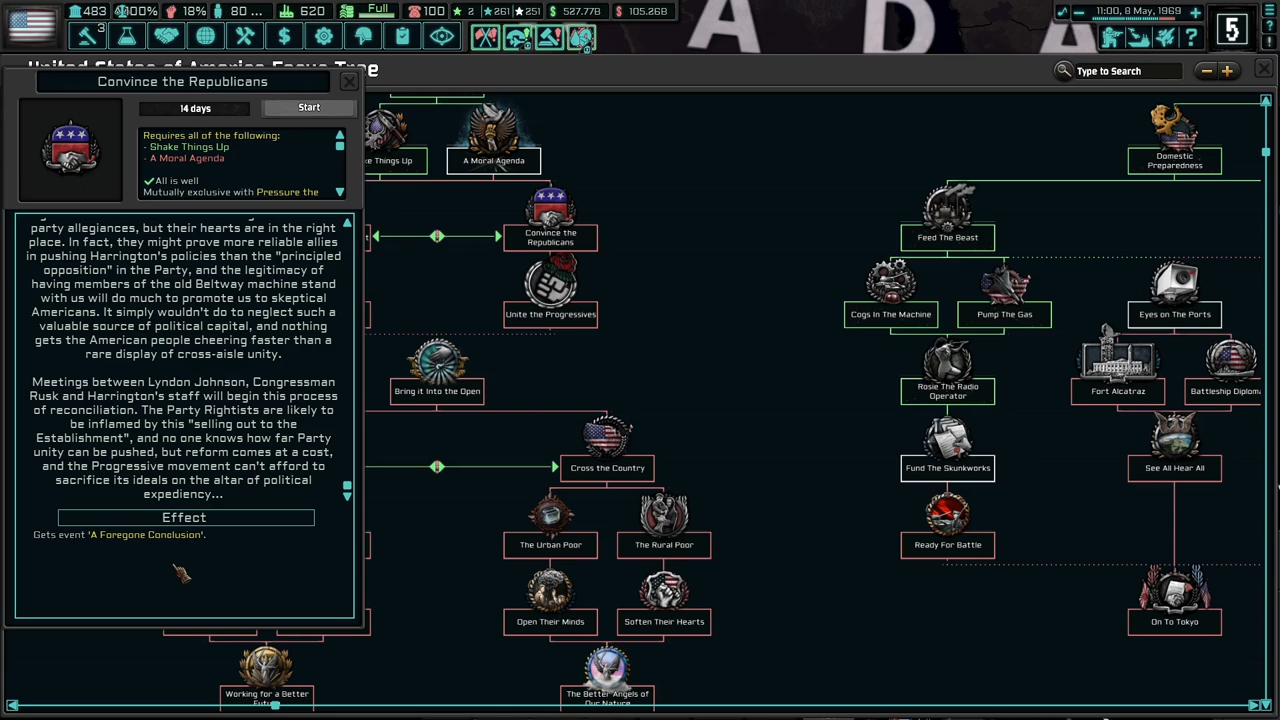 483
100%
18%
80 ...
620
Full
100
2
261
251
$ 527.77B
$ 105.26B
11:00, 8 May, 1969
5
3
A D A
Focus Tree
Type to Search
Convince the Republicans
14 days
Start
Requires all of the following:
- Shake Things Up
- A Moral Agenda
All is well
Mutually exclusive with Pressure the
party allegiances, but their hearts are in the right
place. In fact, they might prove more reliable allies
in pushing Harrington's policies than the "principled
opposition" in the Party, and the legitimacy of
having members of the old Beltway machine stand
with us will do much to promote us to skeptical
Americans. It simply wouldn't do to neglect such a
valuable source of political capital, and nothing
gets the American people cheering faster than a
rare display of cross-aisle unity.
Meetings between Lyndon Johnson, Congressman
Rusk and Harrington's staff will begin this process
of reconciliation. The Party Rightists are likely to
be inflamed by this "selling out to the
Establishment", and no one knows how far Party
unity can be pushed, but reform comes at a cost,
and the Progressive movement can't afford to
sacrifice its ideals on the altar of political
expediency...
Effect
Gets event 'A Foregone Conclusion'.
ke Things Up
A Moral Agenda
Domestic
Preparedness
Convince the
Republicans
Feed The Beast
Unite the Progressives
Cogs In The Machine
Pump The Gas
Eyes on the Ports
Bring it Into the Open
Rosie The Radio
Operator
Fort Alcatraz
Battleship Diplom
Cross the Country
Fund The Skunkworks
See All Hear All
The Urban Poor
The Rural Poor
Ready For Battle
Open Their Minds
Soften Their Hearts
On To Tokyo
Working for a Better
The Better Angels of
Our Nature